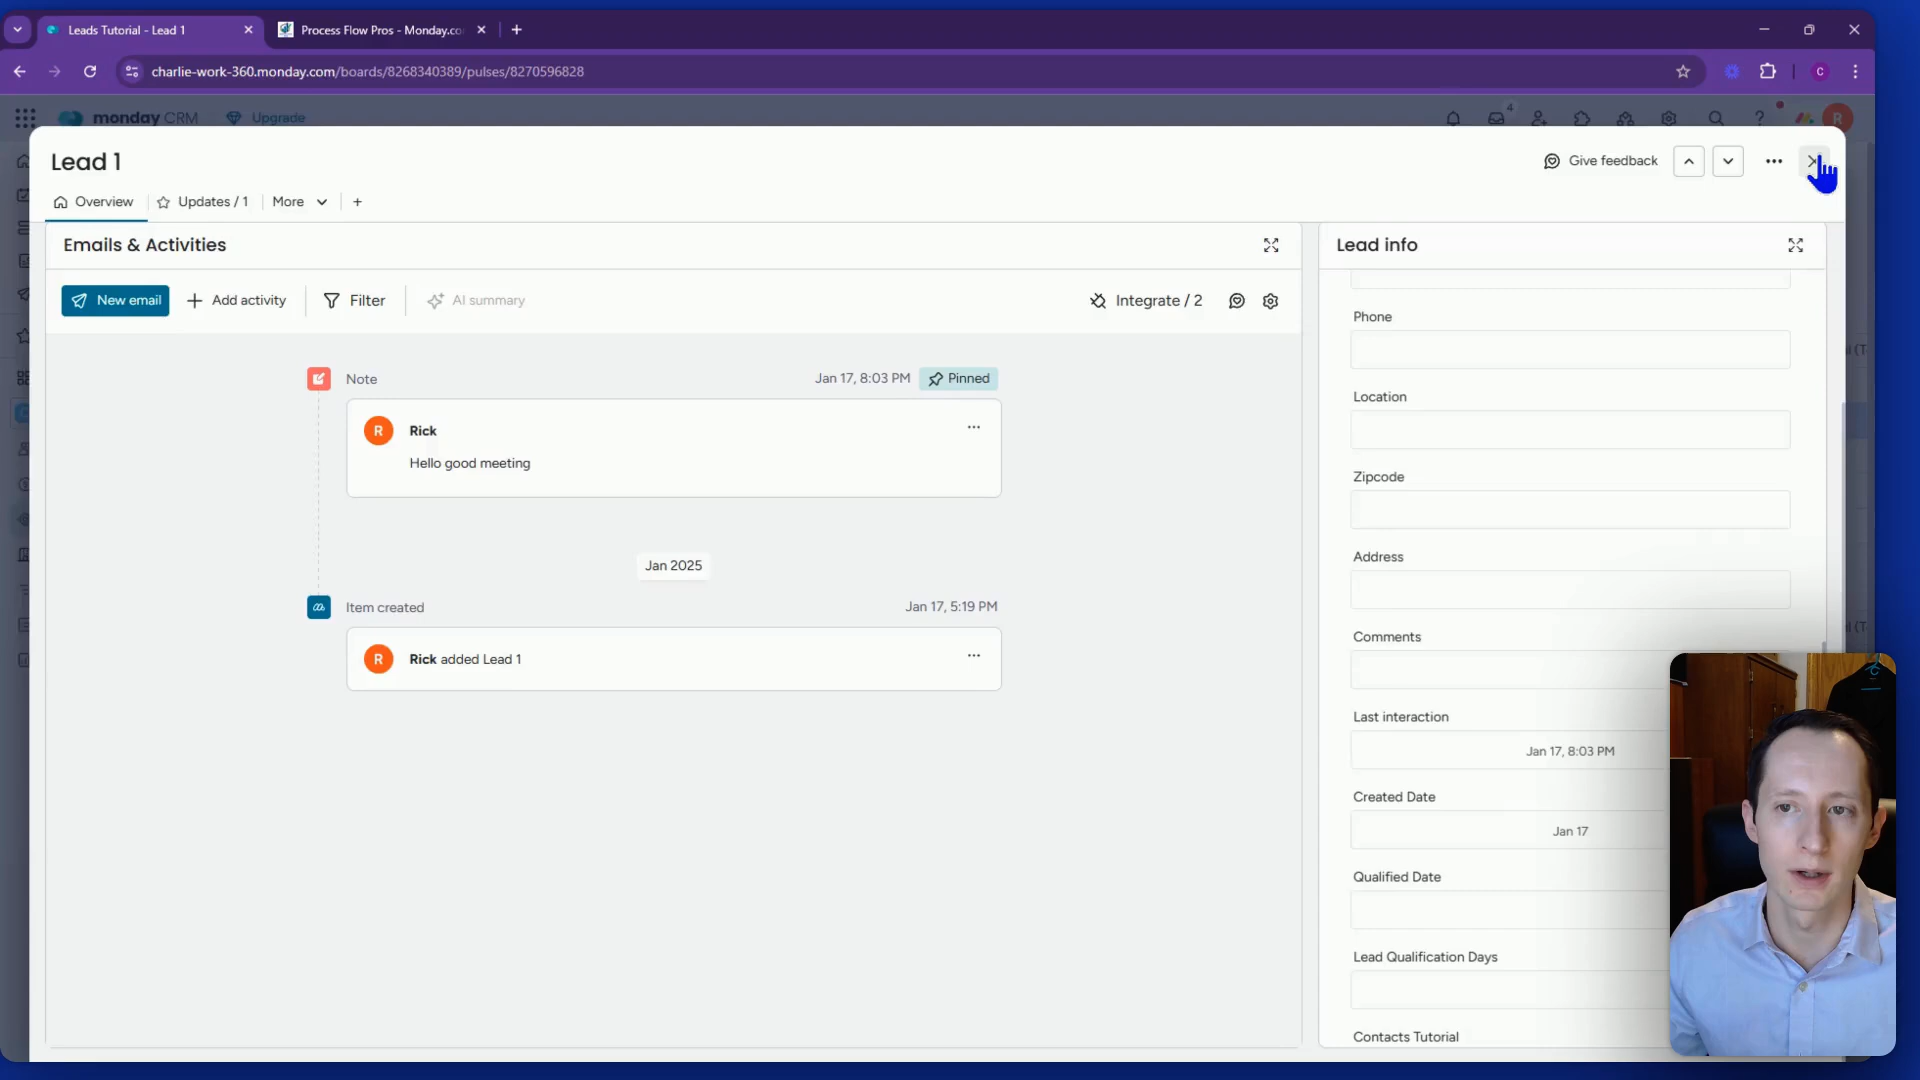 Leads Tutorial - Lead 1
Process Flow Pros - Monday.co
charlie-work-360.monday.com/boards/8268340389/pulses/8270596828
C
monday CRM
Upgrade
4
R
Lead 1
Give feedback
Overview
Updates / 1
More
Emails & Activities
Lead info
New email
Add activity
Filter
AI summary
Integrate / 2
Phone
Note
Jan 17, 8:03 PM
Pinned
Location
R
Rick
Hello good meeting
Zipcode
Address
Jan 2025
Item created
Jan 17, 5:19 PM
Comments
R
Rick added Lead 1
Last interaction
Jan 17, 8:03 PM
Created Date
Jan 17
Qualified Date
Lead Qualification Days
Contacts Tutorial